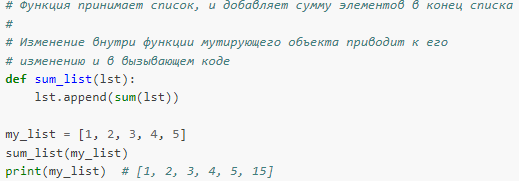 # Функция принимает список, и добавляет сумму элементов в конец списка
#
# Изменение внутри функции мутирующего объекта приводит к его
# изменению и в вызывающем коде
def sum_list(lst):
    lst.append(sum(lst))

my_list = [1, 2, 3, 4, 5]
sum_list(my_list)
print(my_list)  # [1, 2, 3, 4, 5, 15]